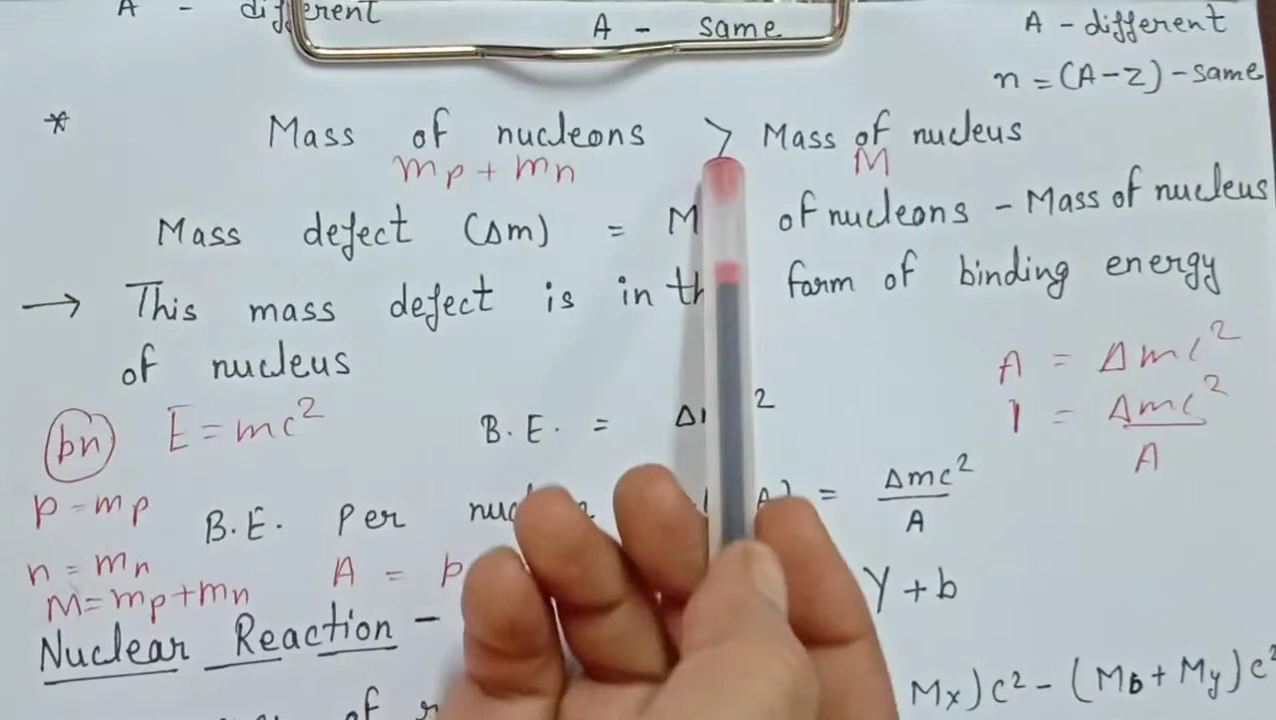 A - different
A - same
A - different
n = (A-Z) - same
* Mass of nucleons > Mass of nucleus
mp + mn M
Mass defect (Δm) = of nucleons - Mass of nucleus
→ This mass defect is in farm of binding energy
of nucleus
A = Δmc²
1 = Δmc²/A
bn E = mc²
B.E. =
p = mp
B.E. Per = Δmc²/A
n = mn
A = p
M = mp + mn
Y + b
Nuclear Reaction -
Mx)c² - (Mb + My)c²
of